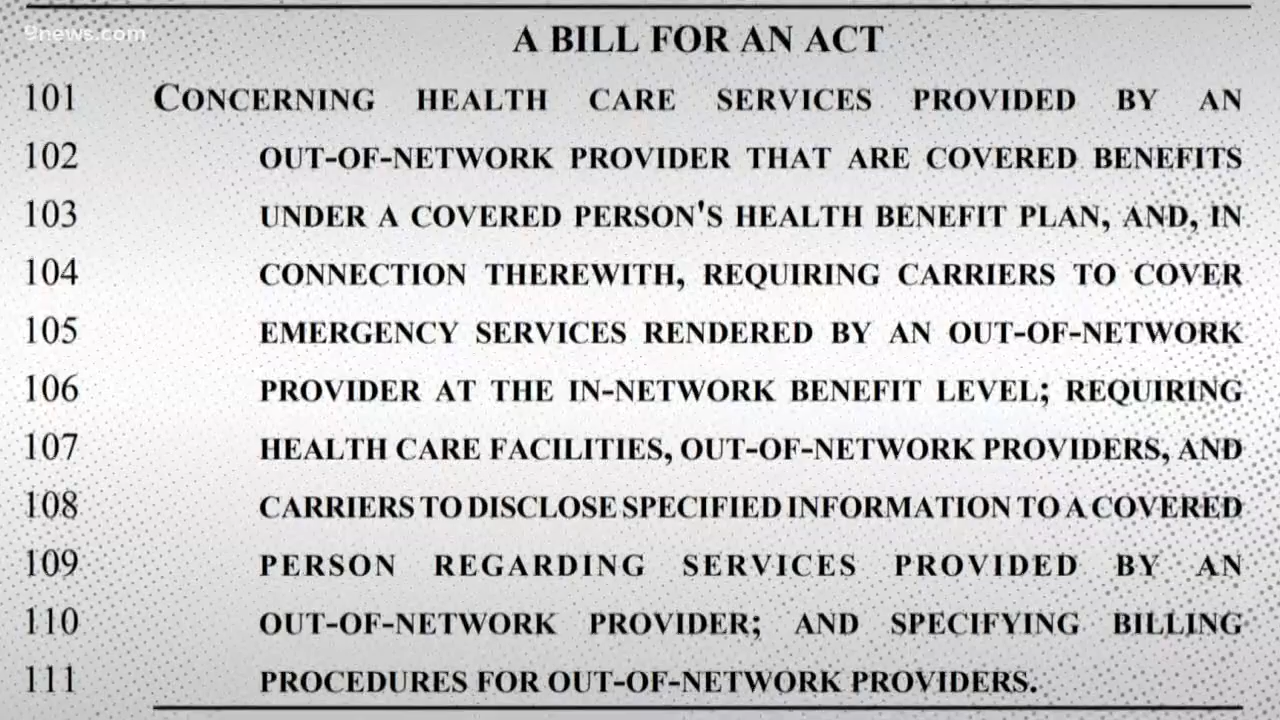 9news.com
A BILL FOR AN ACT
101 CONCERNING HEALTH CARE SERVICES PROVIDED BY AN
102 OUT-OF-NETWORK PROVIDER THAT ARE COVERED BENEFITS
103 UNDER A COVERED PERSON'S HEALTH BENEFIT PLAN, AND, IN
104 CONNECTION THEREWITH, REQUIRING CARRIERS TO COVER
105 EMERGENCY SERVICES RENDERED BY AN OUT-OF-NETWORK
106 PROVIDER AT THE IN-NETWORK BENEFIT LEVEL; REQUIRING
107 HEALTH CARE FACILITIES, OUT-OF-NETWORK PROVIDERS, AND
108 CARRIERS TO DISCLOSE SPECIFIED INFORMATION TO A COVERED
109 PERSON REGARDING SERVICES PROVIDED BY AN
110 OUT-OF-NETWORK PROVIDER; AND SPECIFYING BILLING
111 PROCEDURES FOR OUT-OF-NETWORK PROVIDERS.